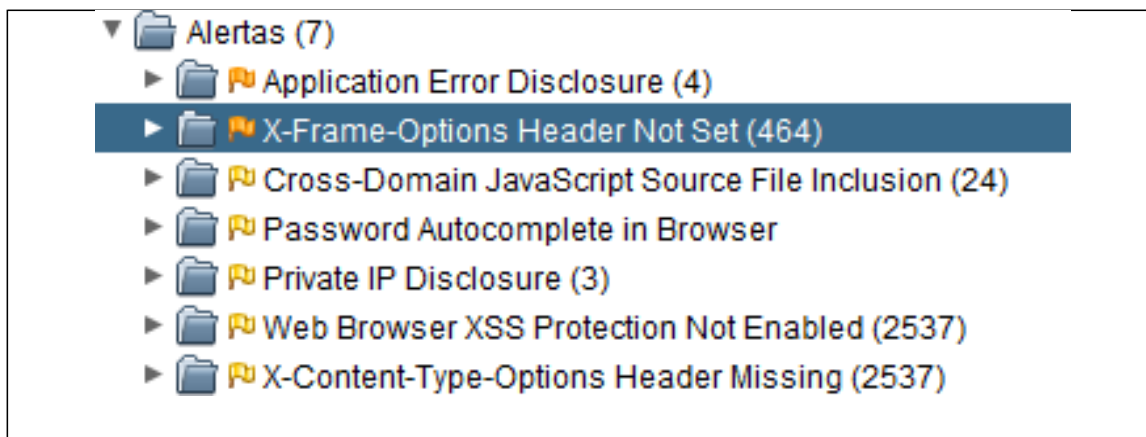 Alertas (7)
Application Error Disclosure (4)
X-Frame-Options Header Not Set (464)
Cross-Domain JavaScript Source File Inclusion (24)
Password Autocomplete in Browser
Private IP Disclosure (3)
Web Browser XSS Protection Not Enabled (2537)
X-Content-Type-Options Header Missing (2537)